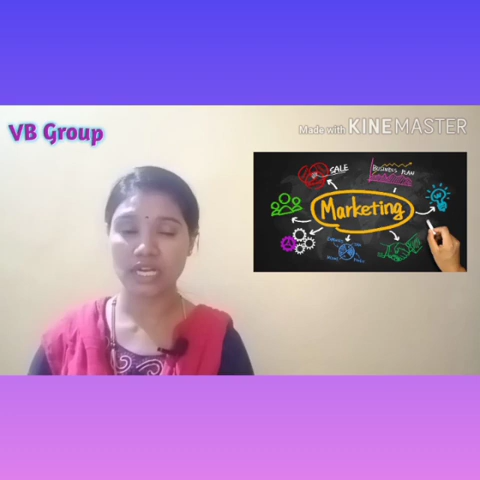 VB Group
Made with KINEMASTER
SALE
BUSINESS PLAN
Marketing